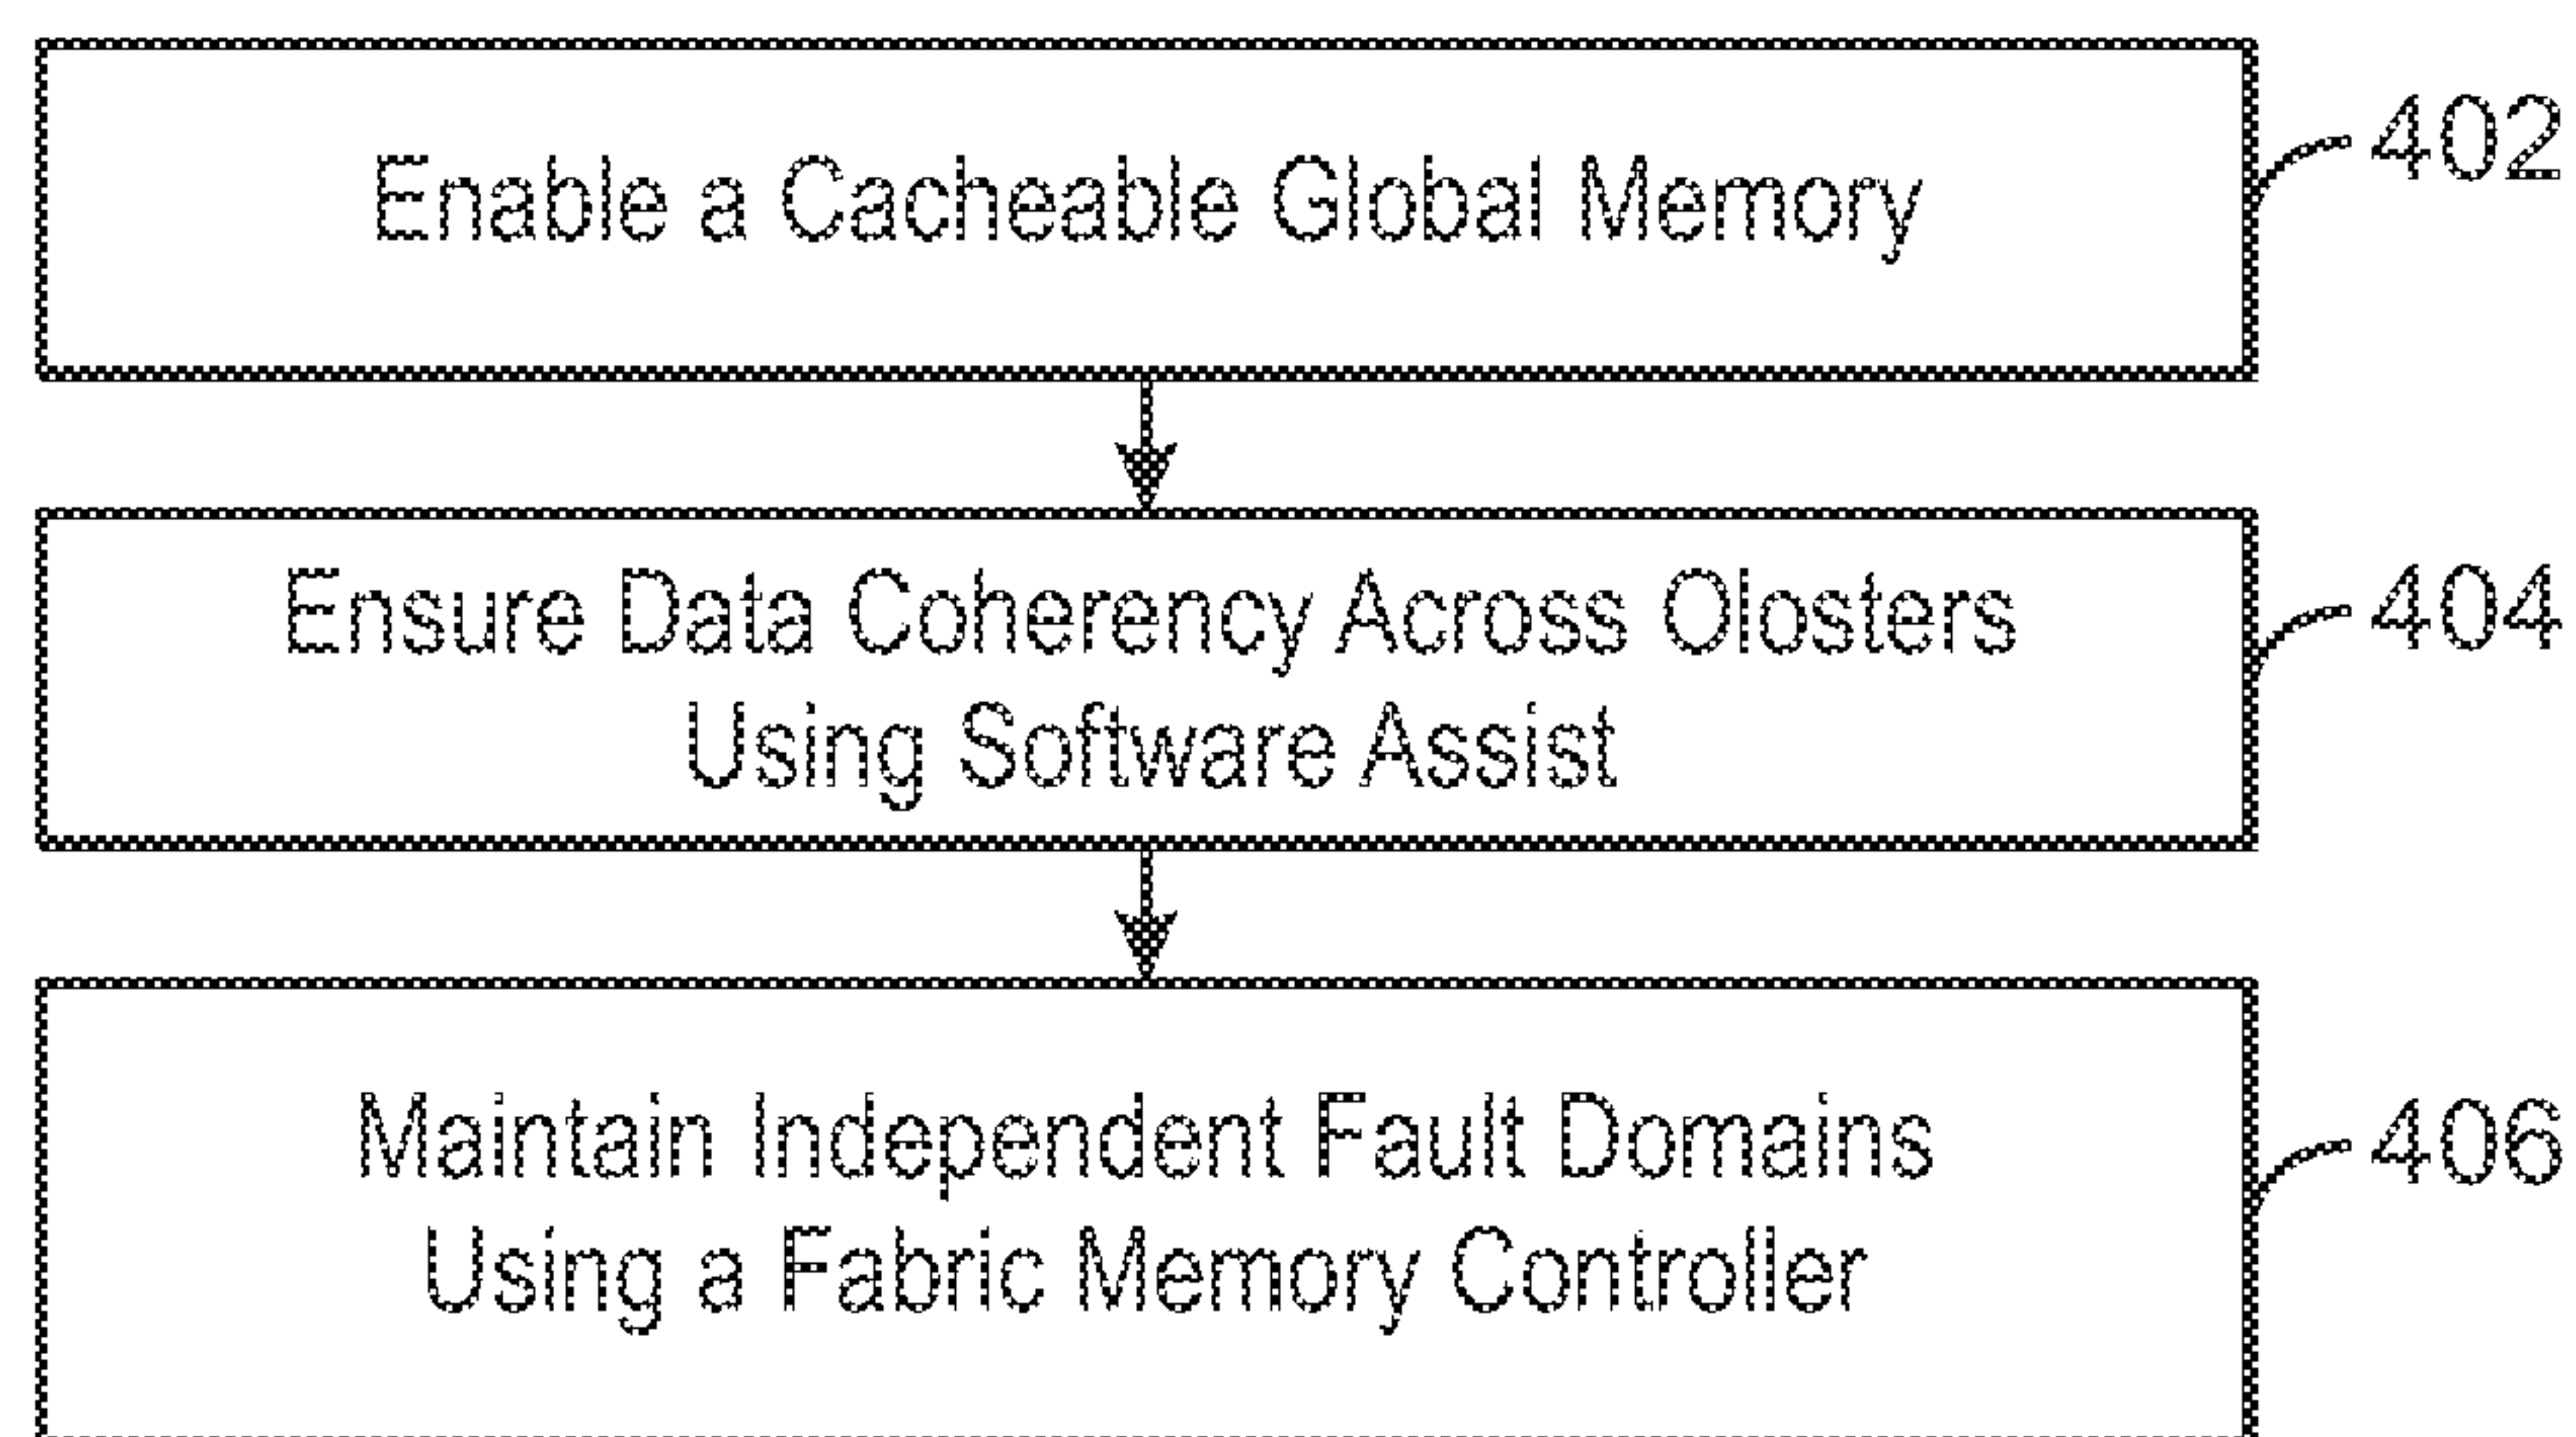 Enable a Cacheable Global Memory
402
Ensure Data Coherency Across Olosters
Using Software Assist
404
Maintain Independent Fault Domains
Using a Fabric Memory Controller
406